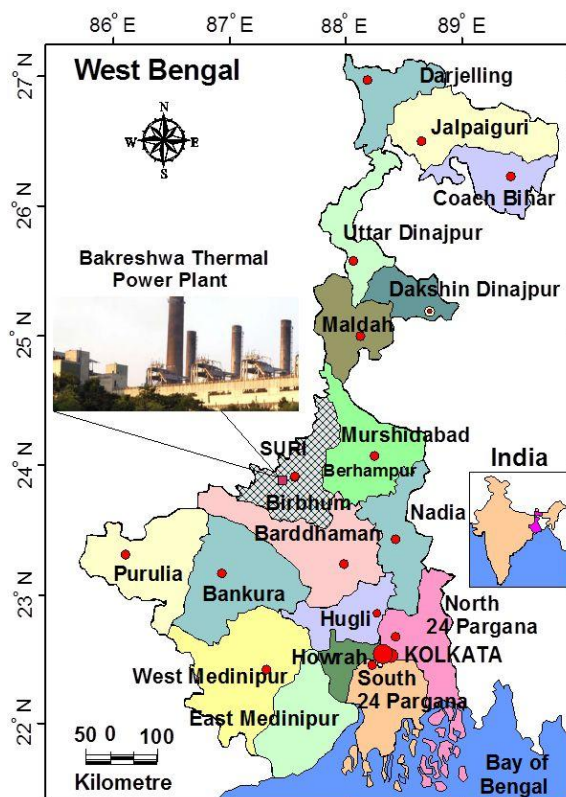 86° E
87° E
88° E
89° E
27° N
26° N
25° N
24° N
23° N
22° N
West Bengal
N
W E
S
Darjelling
Jalpaiguri
Coach Bihar
Uttar Dinajpur
Bakreshwa Thermal
Power Plant
Dakshin Dinajpur
Maldah
SURI
Murshidabad
Berhampur
India
Birbhum
Nadia
Barddhaman
Purulia
Bankura
Hugli
North
24 Pargana
Howrah
KOLKATA
West Medinipur
South
24 Pargana
East Medinipur
50 0 100
Kilometre
Bay of
Bengal